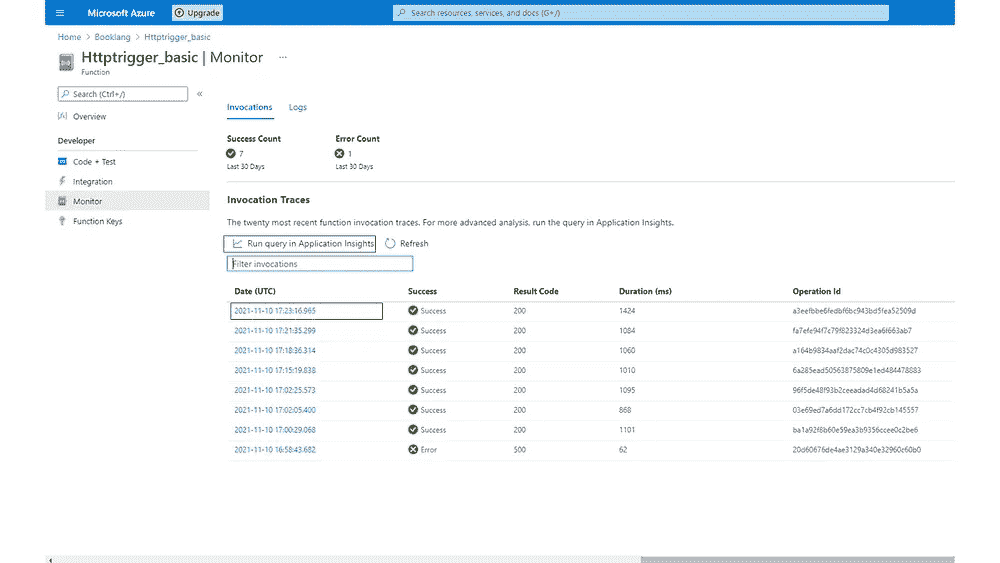 Microsoft Azure
Upgrade
Search resources, services, and docs (G+/)
Home > Booklang > Httptrigger_basic
Httptrigger_basic | Monitor ...
Function
Search (Ctrl+/)
«
Overview
Developer
Code + Test
Integration
Monitor
Function Keys
Invocations Logs
Success Count Error Count
7 1
Last 30 Days Last 30 Days
Invocation Traces
The twenty most recent function invocation traces. For more advanced analysis, run the query in Application Insights.
Run query in Application Insights Refresh
Filter invocations
Date (UTC) Success Result Code Duration (ms) Operation Id
2021-11-10 17:23:16.965 Success 200 1424 a3eefbbe6fedbf6bc943bd5fea52509d
2021-11-10 17:21:35.299 Success 200 1084 fa7efe94f7c79f823324d3ea6f663ab7
2021-11-10 17:18:36.314 Success 200 1060 a164b9834aaf2dac74c0c4305d983527
2021-11-10 17:15:19.838 Success 200 1010 6a285ead50563875809e1ed484478883
2021-11-10 17:02:25.573 Success 200 1095 96f5de48f93b2ceeadad4d68241b5a5a
2021-11-10 17:02:05.400 Success 200 868 03e69ed7a6dd172cc7cb4f92cb145557
2021-11-10 17:00:29.068 Success 200 1101 ba1a92f8b60e59ea3b9356ccee0c2be6
2021-11-10 16:58:43.682 Error 500 62 20d60676de4ae3129a340e32960c60b0